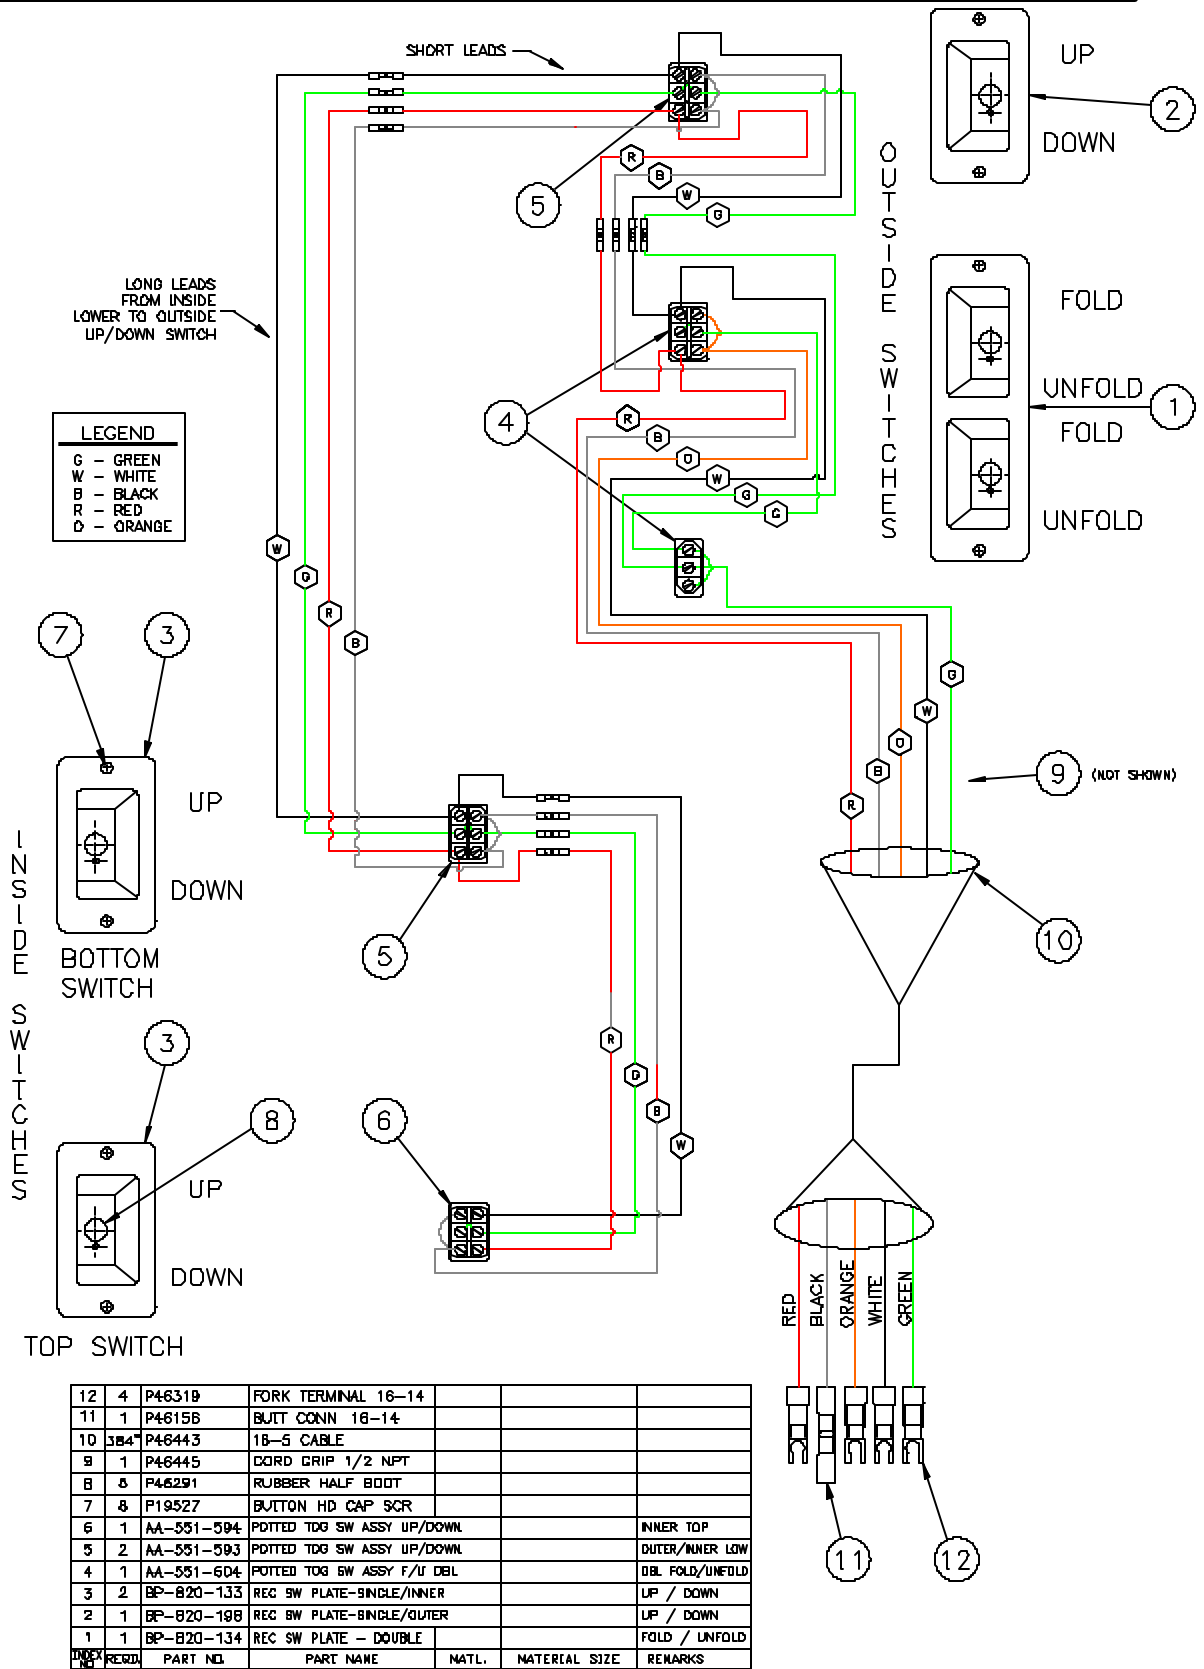 SHORT LEADS
UP
2
DOWN
5
OUTSIDE SWITCHES
R
B
W
G
LONG LEADS
FROM INSIDE
LOWER TO OUTSIDE
UP/DOWN SWITCH
FOLD
UNFOLD
1
FOLD
UNFOLD
4
LEGEND
G - GREEN
W - WHITE
B - BLACK
R - RED
O - ORANGE
R
B
O
W
G
G
W
G
R
B
7
3
G
W
O
B
R
9 (NOT SHOWN)
UP
DOWN
INSIDE SWITCHES
BOTTOM
SWITCH
5
10
3
8
6
R
G
B
W
UP
DOWN
TOP SWITCH
RED
BLACK
ORANGE
WHITE
GREEN
11
12
12 4 P46319 FORK TERMINAL 16-14
11 1 P46156 BUTT CONN 16-14
10 384" P46443 16-5 CABLE
9 1 P46445 CORD GRIP 1/2 NPT
8 8 P46291 RUBBER HALF BOOT
7 8 P19527 BUTTON HD CAP SCR
6 1 AA-551-594 POTTED TOG SW ASSY UP/DOWN INNER TOP
5 2 AA-551-593 POTTED TOG SW ASSY UP/DOWN OUTER/INNER LOW
4 1 AA-551-604 POTTED TOG SW ASSY F/U DBL DBL FOLD/UNFOLD
3 2 BP-820-133 REC SW PLATE-SINGLE/INNER UP / DOWN
2 1 BP-820-198 REC SW PLATE-SINGLE/OUTER UP / DOWN
1 1 BP-820-134 REC SW PLATE - DOUBLE FOLD / UNFOLD
INDEX NO REQD. PART NO. PART NAME MATL. MATERIAL SIZE REMARKS